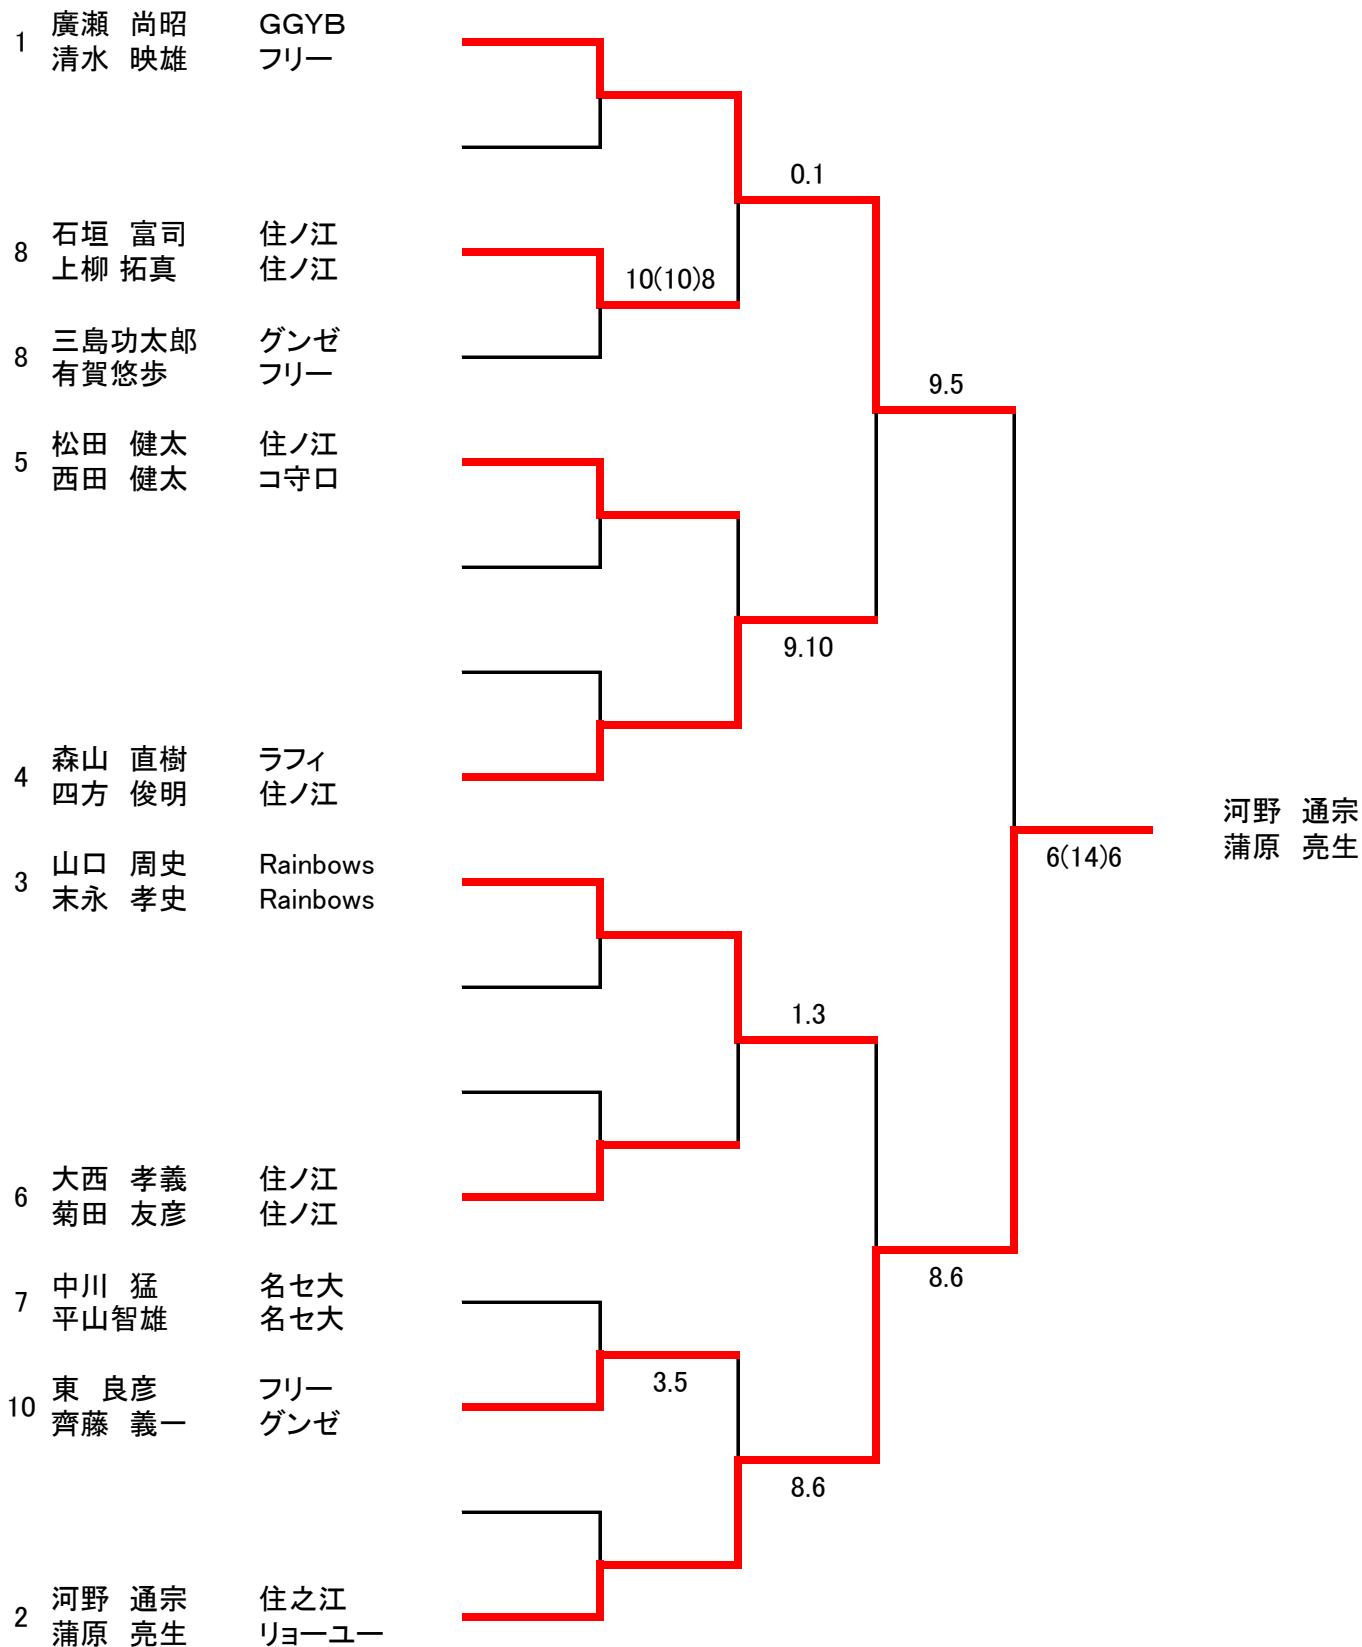 1 廣瀬 尚昭 GGYB
清水 映雄 フリー
0.1
8 石垣 富司 住ノ江
上柳 拓真 住ノ江
10(10)8
8 三島功太郎 グンゼ
有賀悠歩 フリー
9.5
5 松田 健太 住ノ江
西田 健太 コ守口
9.10
4 森山 直樹 ラフィ
四方 俊明 住ノ江
河野 通宗
蒲原 亮生
6(14)6
3 山口 周史 Rainbows
末永 孝史 Rainbows
1.3
6 大西 孝義 住ノ江
菊田 友彦 住ノ江
8.6
7 中川 猛 名セ大
平山智雄 名セ大
3.5
10 東 良彦 フリー
齊藤 義一 グンゼ
8.6
2 河野 通宗 住之江
蒲原 亮生 リョーユー